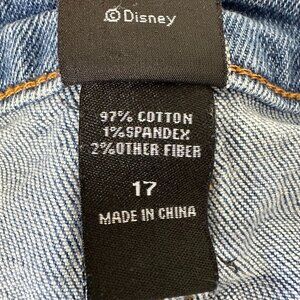 ©Disney
97% COTTON
1% SPANDEX
2% OTHER FIBER
17
MADE IN CHINA